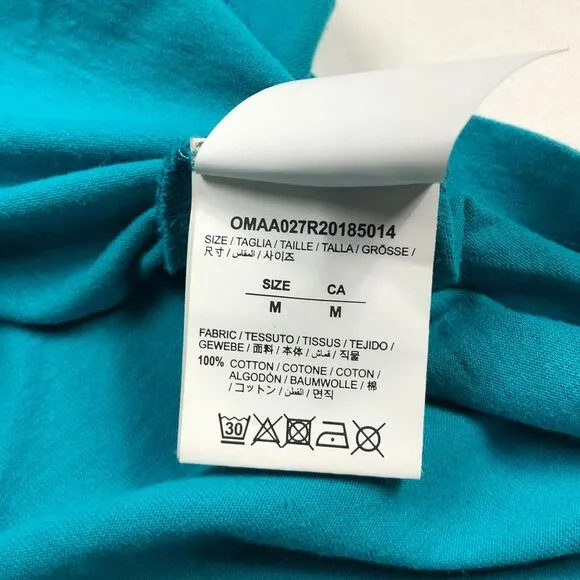 OMAA027R20185014
SIZE / TAGLIA / TAILLE / TALLA / GRÖSSE /
尺寸 / المقاس / 사이즈
SIZE CA
M M
FABRIC / TESSUTO / TISSUS / TEJIDO /
GEWEBE / 面料 / 本体 / قماش / 직물
100% COTTON / COTONE / COTON /
ALGODÓN / BAUMWOLLE / 棉
/ コットン / القطن / 면직
30